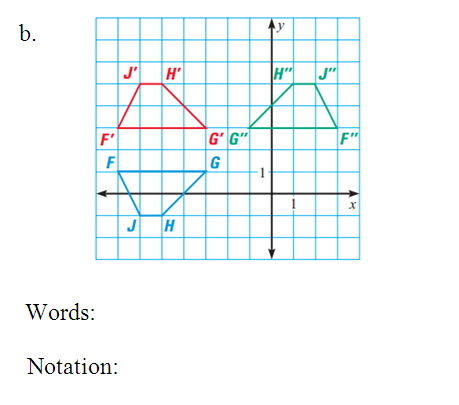 b.
y
J' H' H" J"
F' G' G" F"
F G 1
1 x
J H
Words:
Notation: